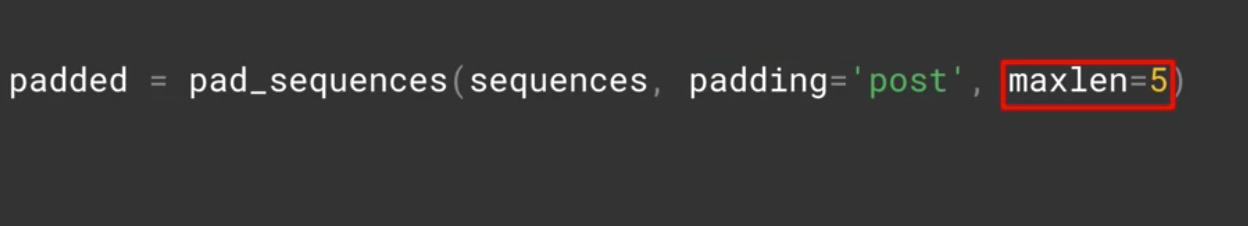 padded = pad_sequences(sequences, padding='post', maxlen=5)